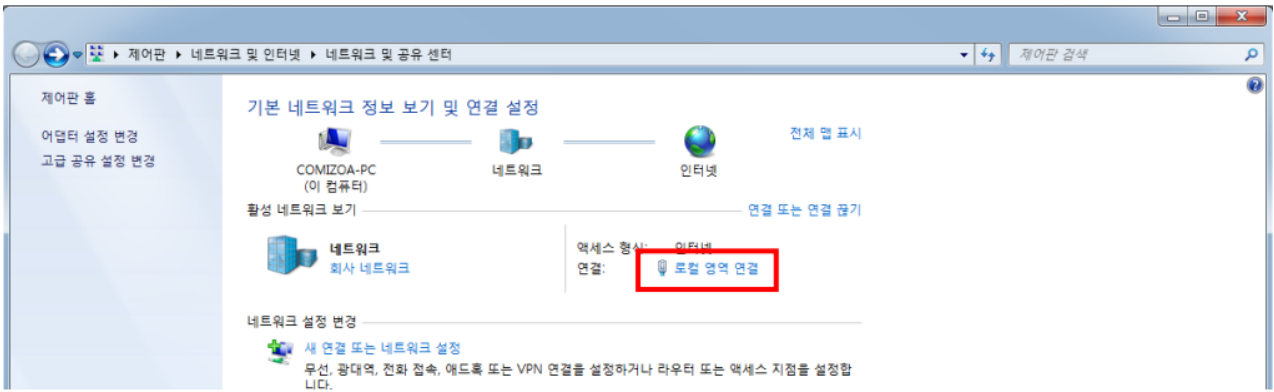 제어판 ▸ 네트워크 및 인터넷 ▸ 네트워크 및 공유 센터
제어판 검색
제어판 홈
어댑터 설정 변경
고급 공유 설정 변경
기본 네트워크 정보 보기 및 연결 설정
전체 맵 표시
COMIZOA-PC
(이 컴퓨터)
네트워크
인터넷
활성 네트워크 보기
연결 또는 연결 끊기
네트워크
회사 네트워크
액세스 형식: 인터넷
연결: 로컬 영역 연결
네트워크 설정 변경
새 연결 또는 네트워크 설정
무선, 광대역, 전화 접속, 애드혹 또는 VPN 연결을 설정하거나 라우터 또는 액세스 지점을 설정합
니다.